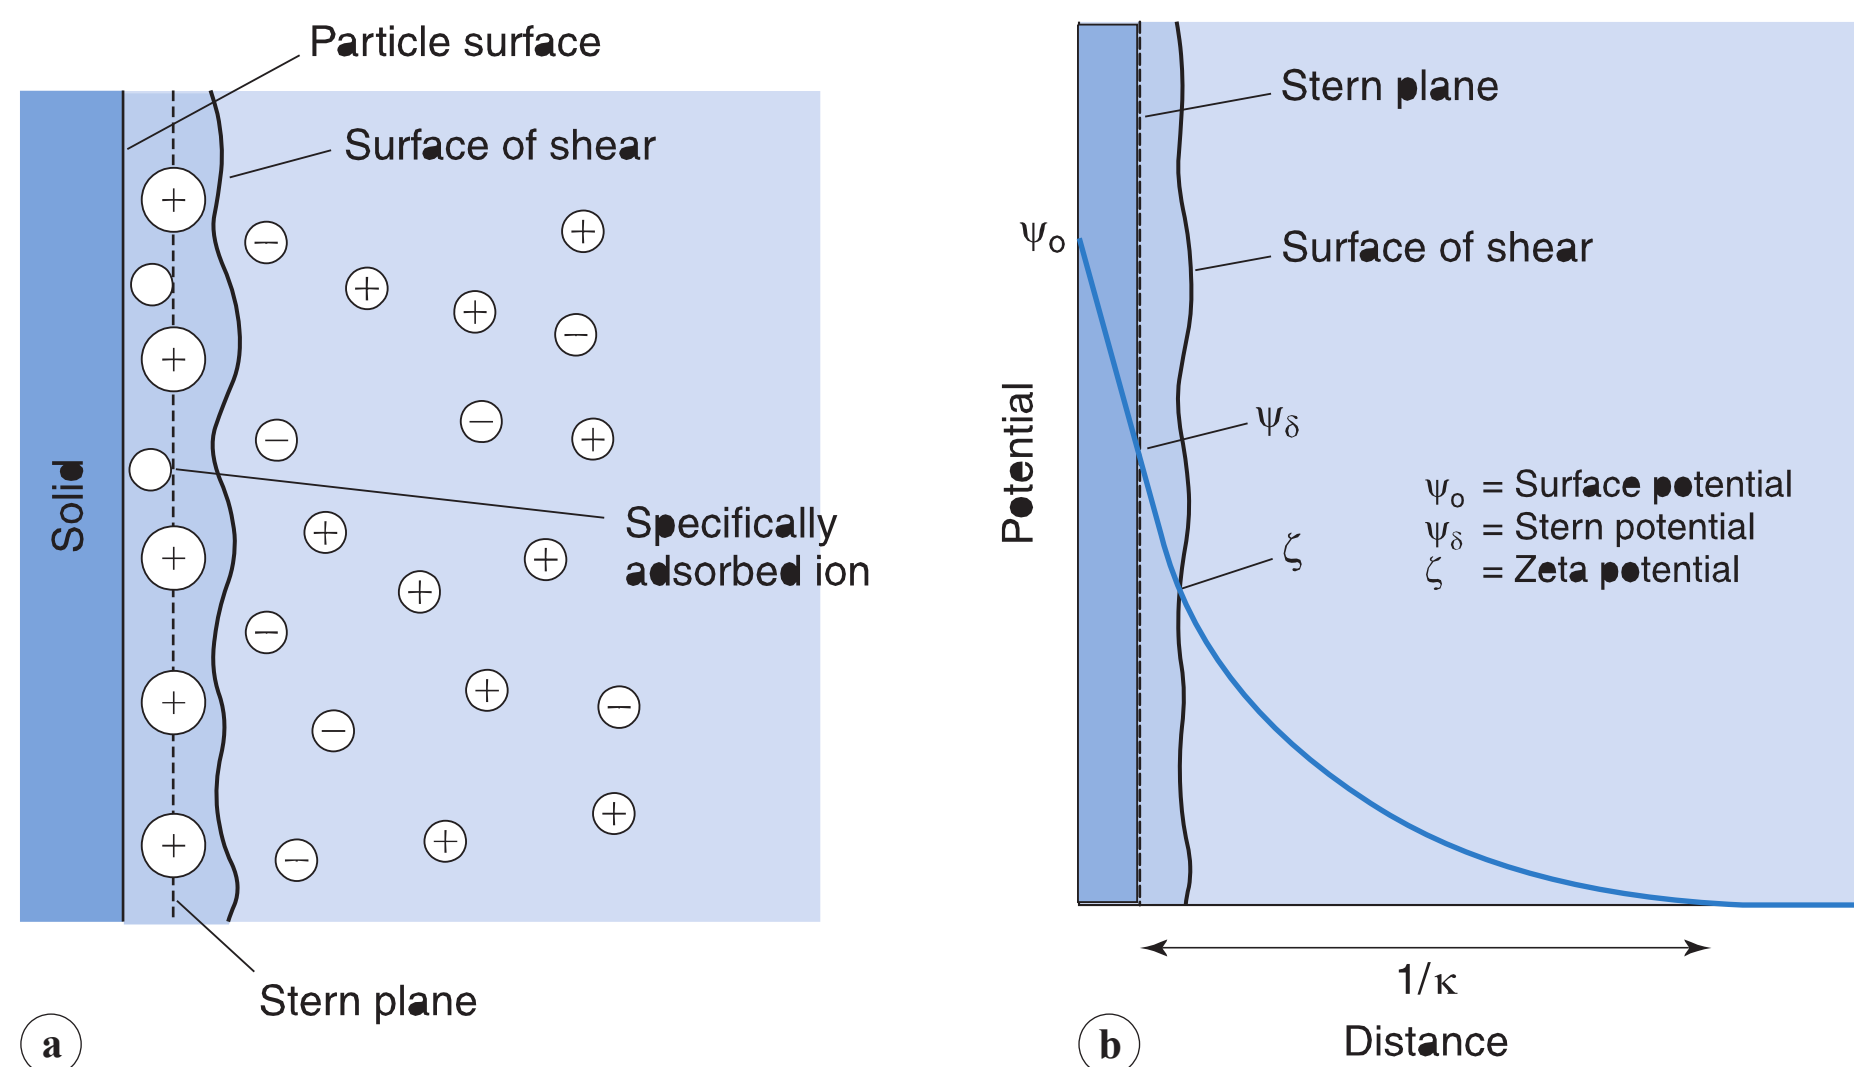 Particle surface
Surface of shear
Solid
Specifically
adsorbed ion
Stern plane
a
Stern plane
ψo
Surface of shear
Potential
ψδ
ζ
ψo = Surface potential
ψδ = Stern potential
ζ = Zeta potential
1/κ
Distance
b
+
−
+
+
+
−
+
−
−
+
+
+
+
+
−
+
+
−
−
+
+
+
−